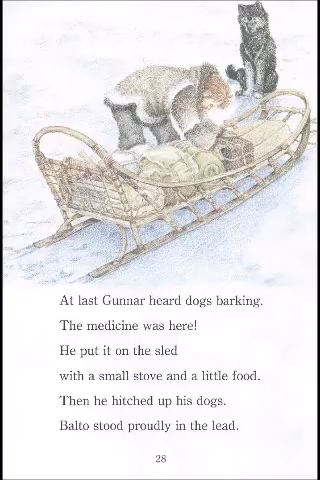 At last Gunnar heard dogs barking.
The medicine was here!
He put it on the sled
with a small stove and a little food.
Then he hitched up his dogs.
Balto stood proudly in the lead.
28